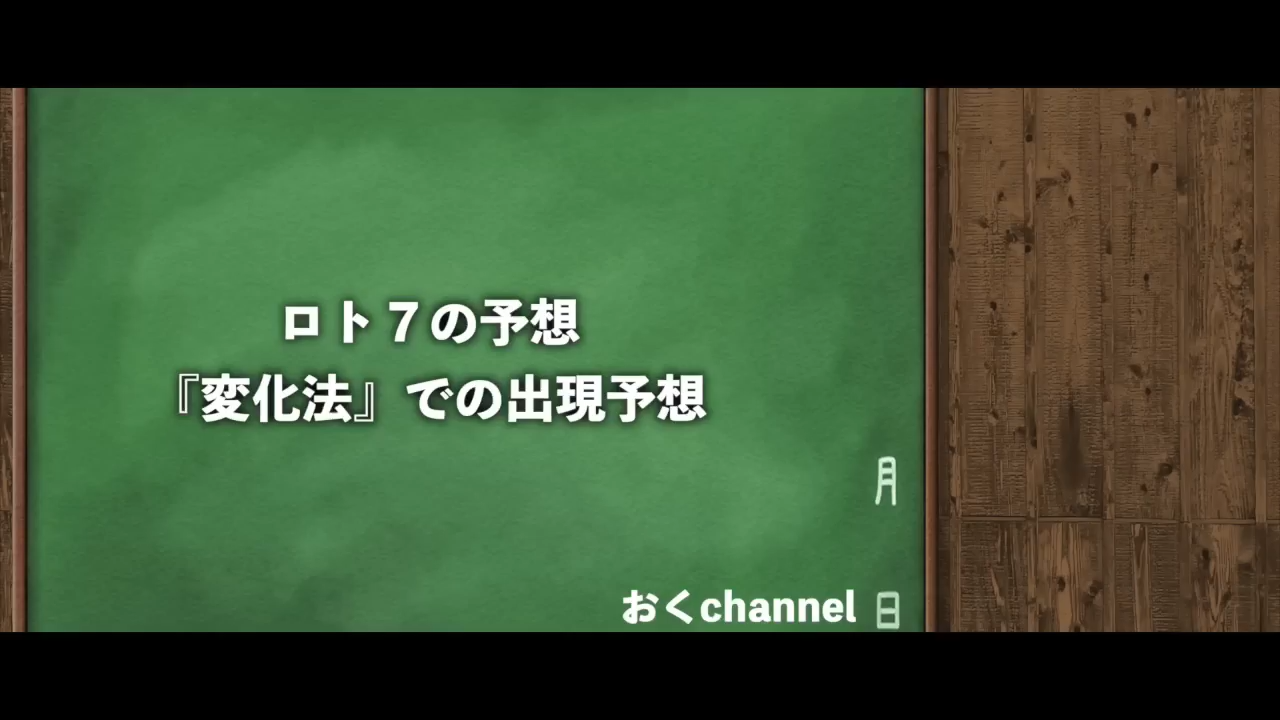 ロト７の予想
『変化法』での出現予想
月
おくchannel
日